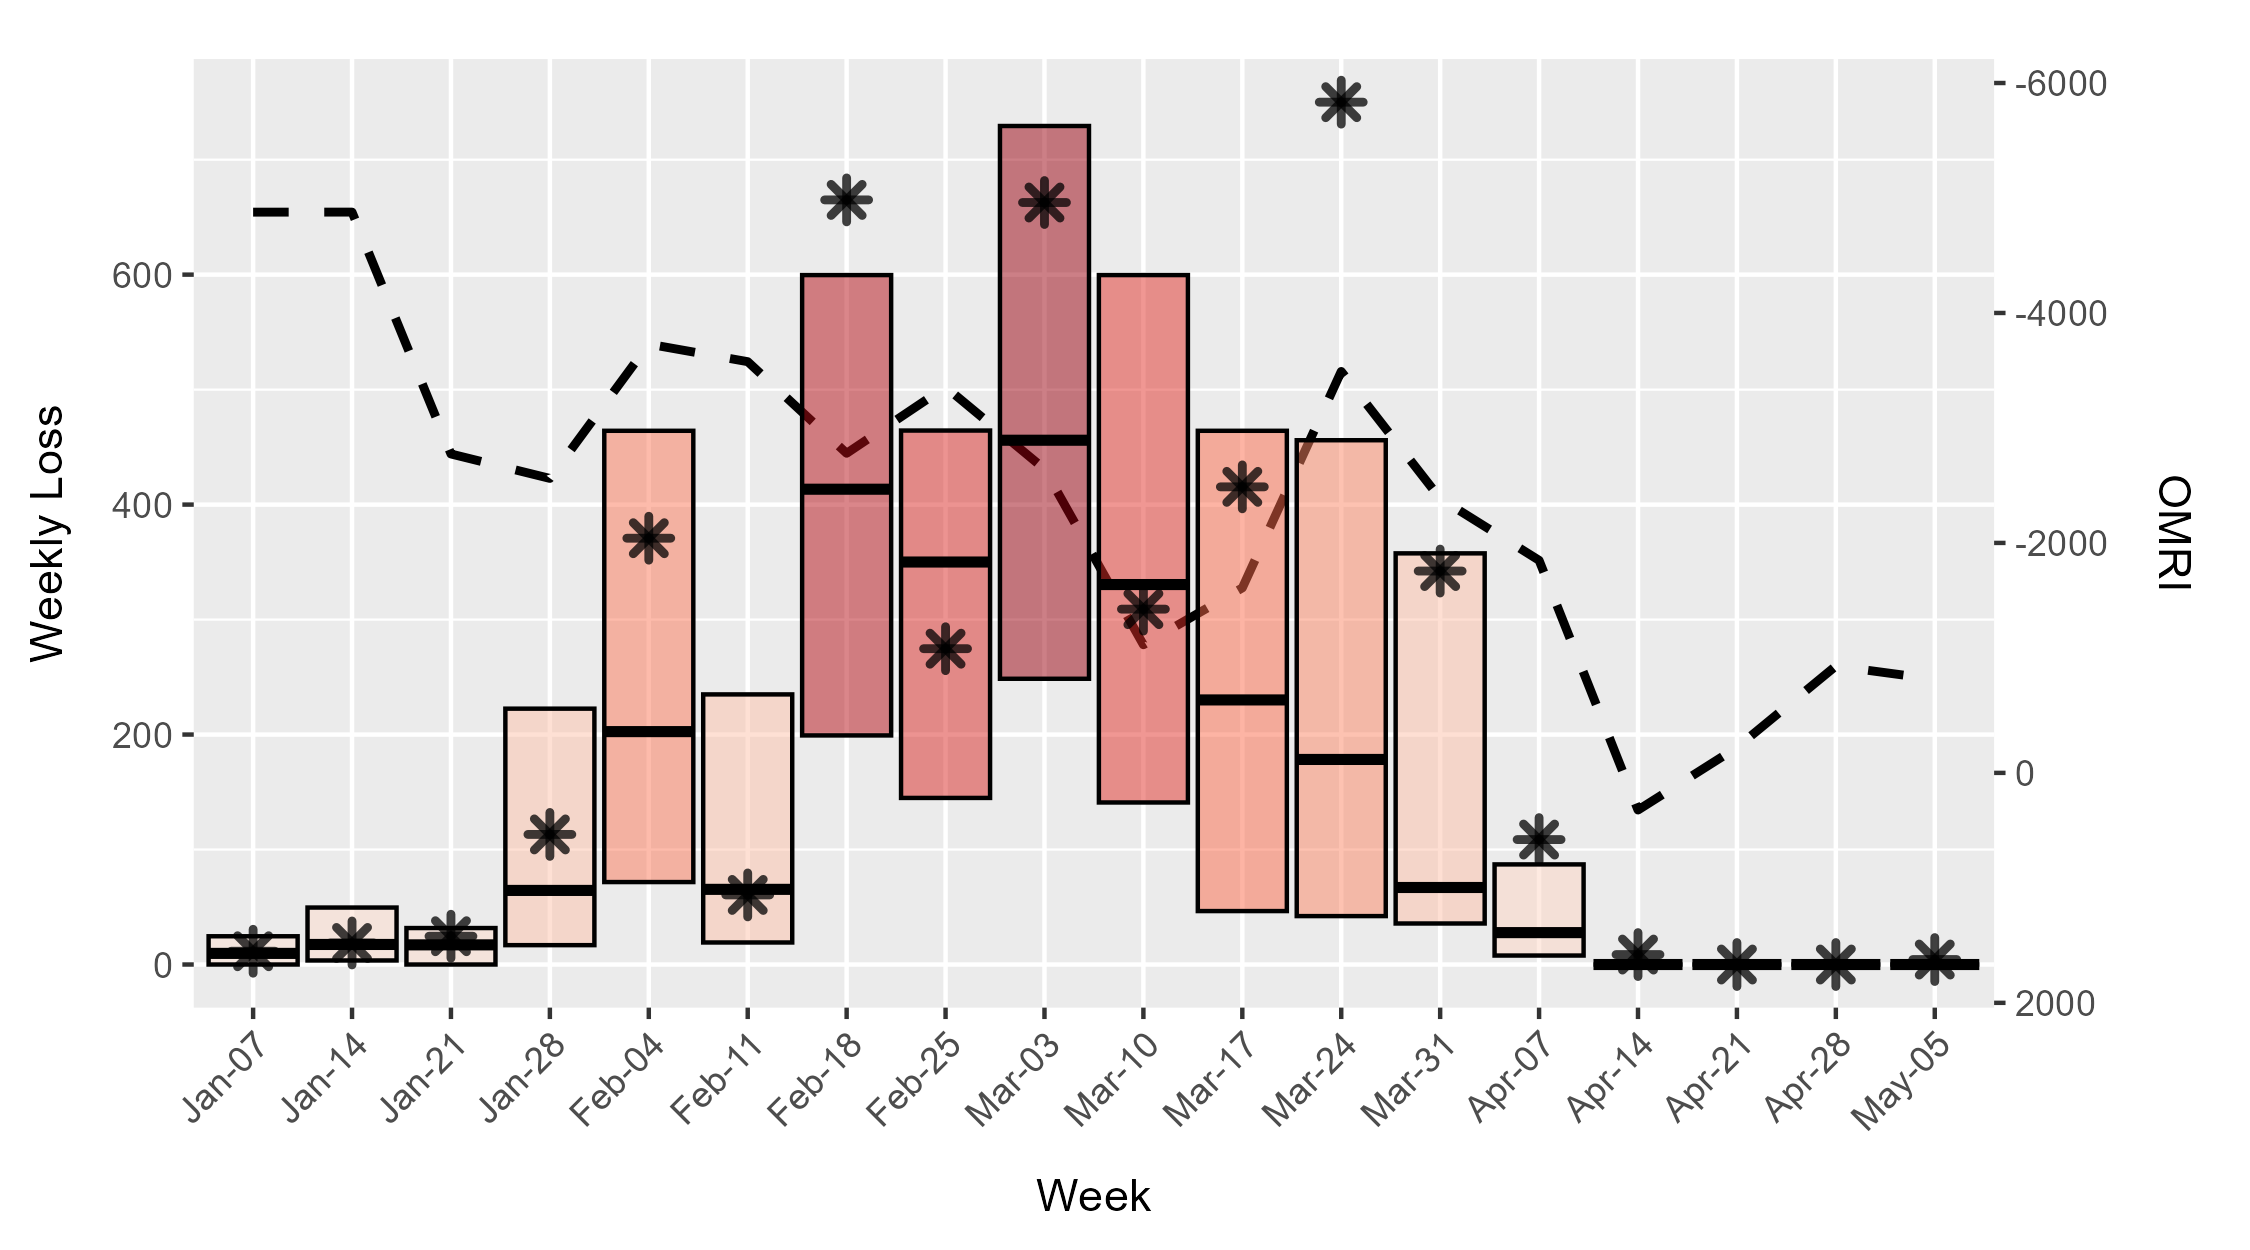 Weekly Loss
600
400
200
0
-6000
-4000
-2000
0
2000
OMRI
Jan-07
Jan-14
Jan-21
Jan-28
Feb-04
Feb-11
Feb-18
Feb-25
Mar-03
Mar-10
Mar-17
Mar-24
Mar-31
Apr-07
Apr-14
Apr-21
Apr-28
May-05
Week